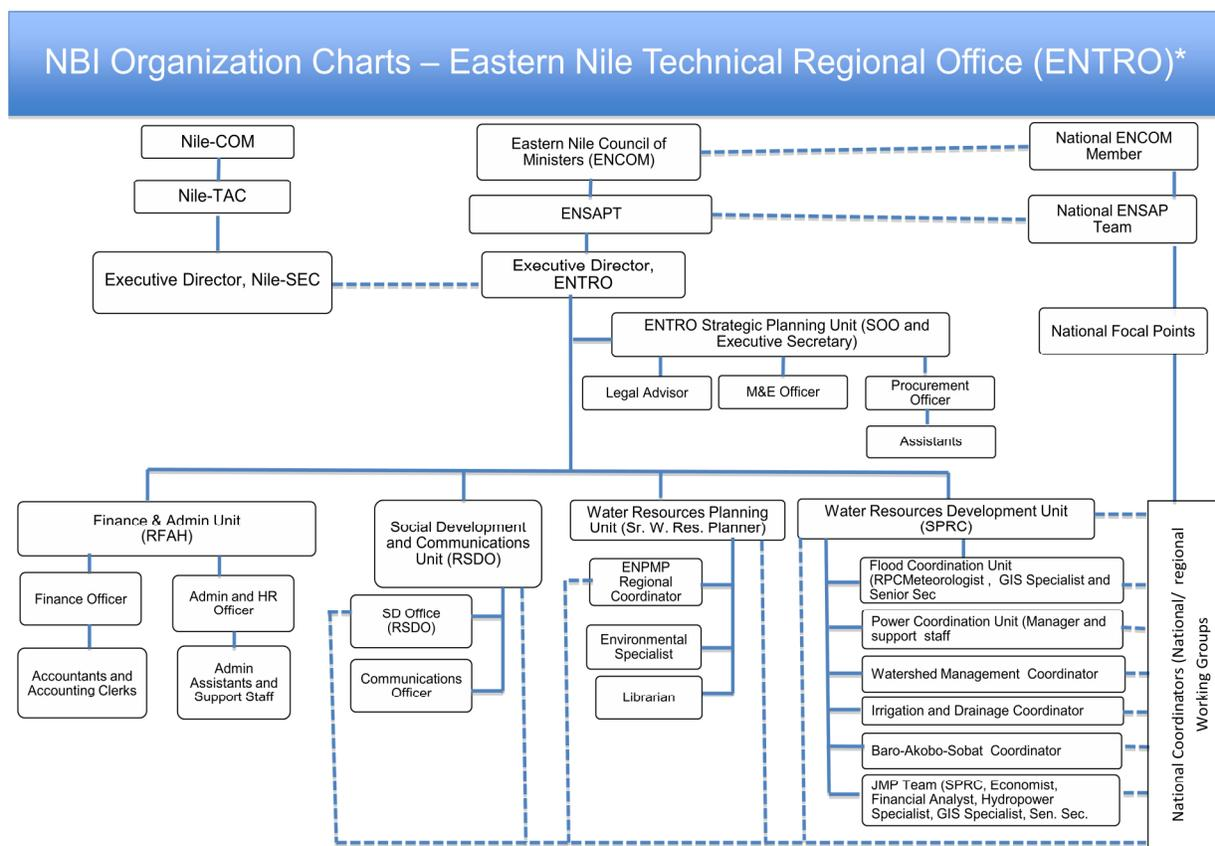 NBI Organization Charts – Eastern Nile Technical Regional Office (ENTRO)*
Nile-COM
Nile-TAC
Executive Director, Nile-SEC
Eastern Nile Council of
Ministers (ENCOM)
ENSAPT
Executive Director,
ENTRO
National ENCOM
Member
National ENSAP
Team
National Focal Points
ENTRO Strategic Planning Unit (SOO and
Executive Secretary)
Legal Advisor
M&E Officer
Procurement
Officer
Assistants
Finance & Admin Unit
(RFAH)
Finance Officer
Accountants and
Accounting Clerks
Admin and HR
Officer
Admin
Assistants and
Support Staff
Social Development
and Communications
Unit (RSDO)
SD Office
(RSDO)
Communications
Officer
Water Resources Planning
Unit (Sr. W. Res. Planner)
ENPMP
Regional
Coordinator
Environmental
Specialist
Librarian
Water Resources Development Unit
(SPRC)
Flood Coordination Unit
(RPCMeteorologist , GIS Specialist and
Senior Sec
Power Coordination Unit (Manager and
support staff
Watershed Management Coordinator
Irrigation and Drainage Coordinator
Baro-Akobo-Sobat Coordinator
JMP Team (SPRC, Economist,
Financial Analyst, Hydropower
Specialist, GIS Specialist, Sen. Sec.
National Coordinators (National/ regional
Working Groups